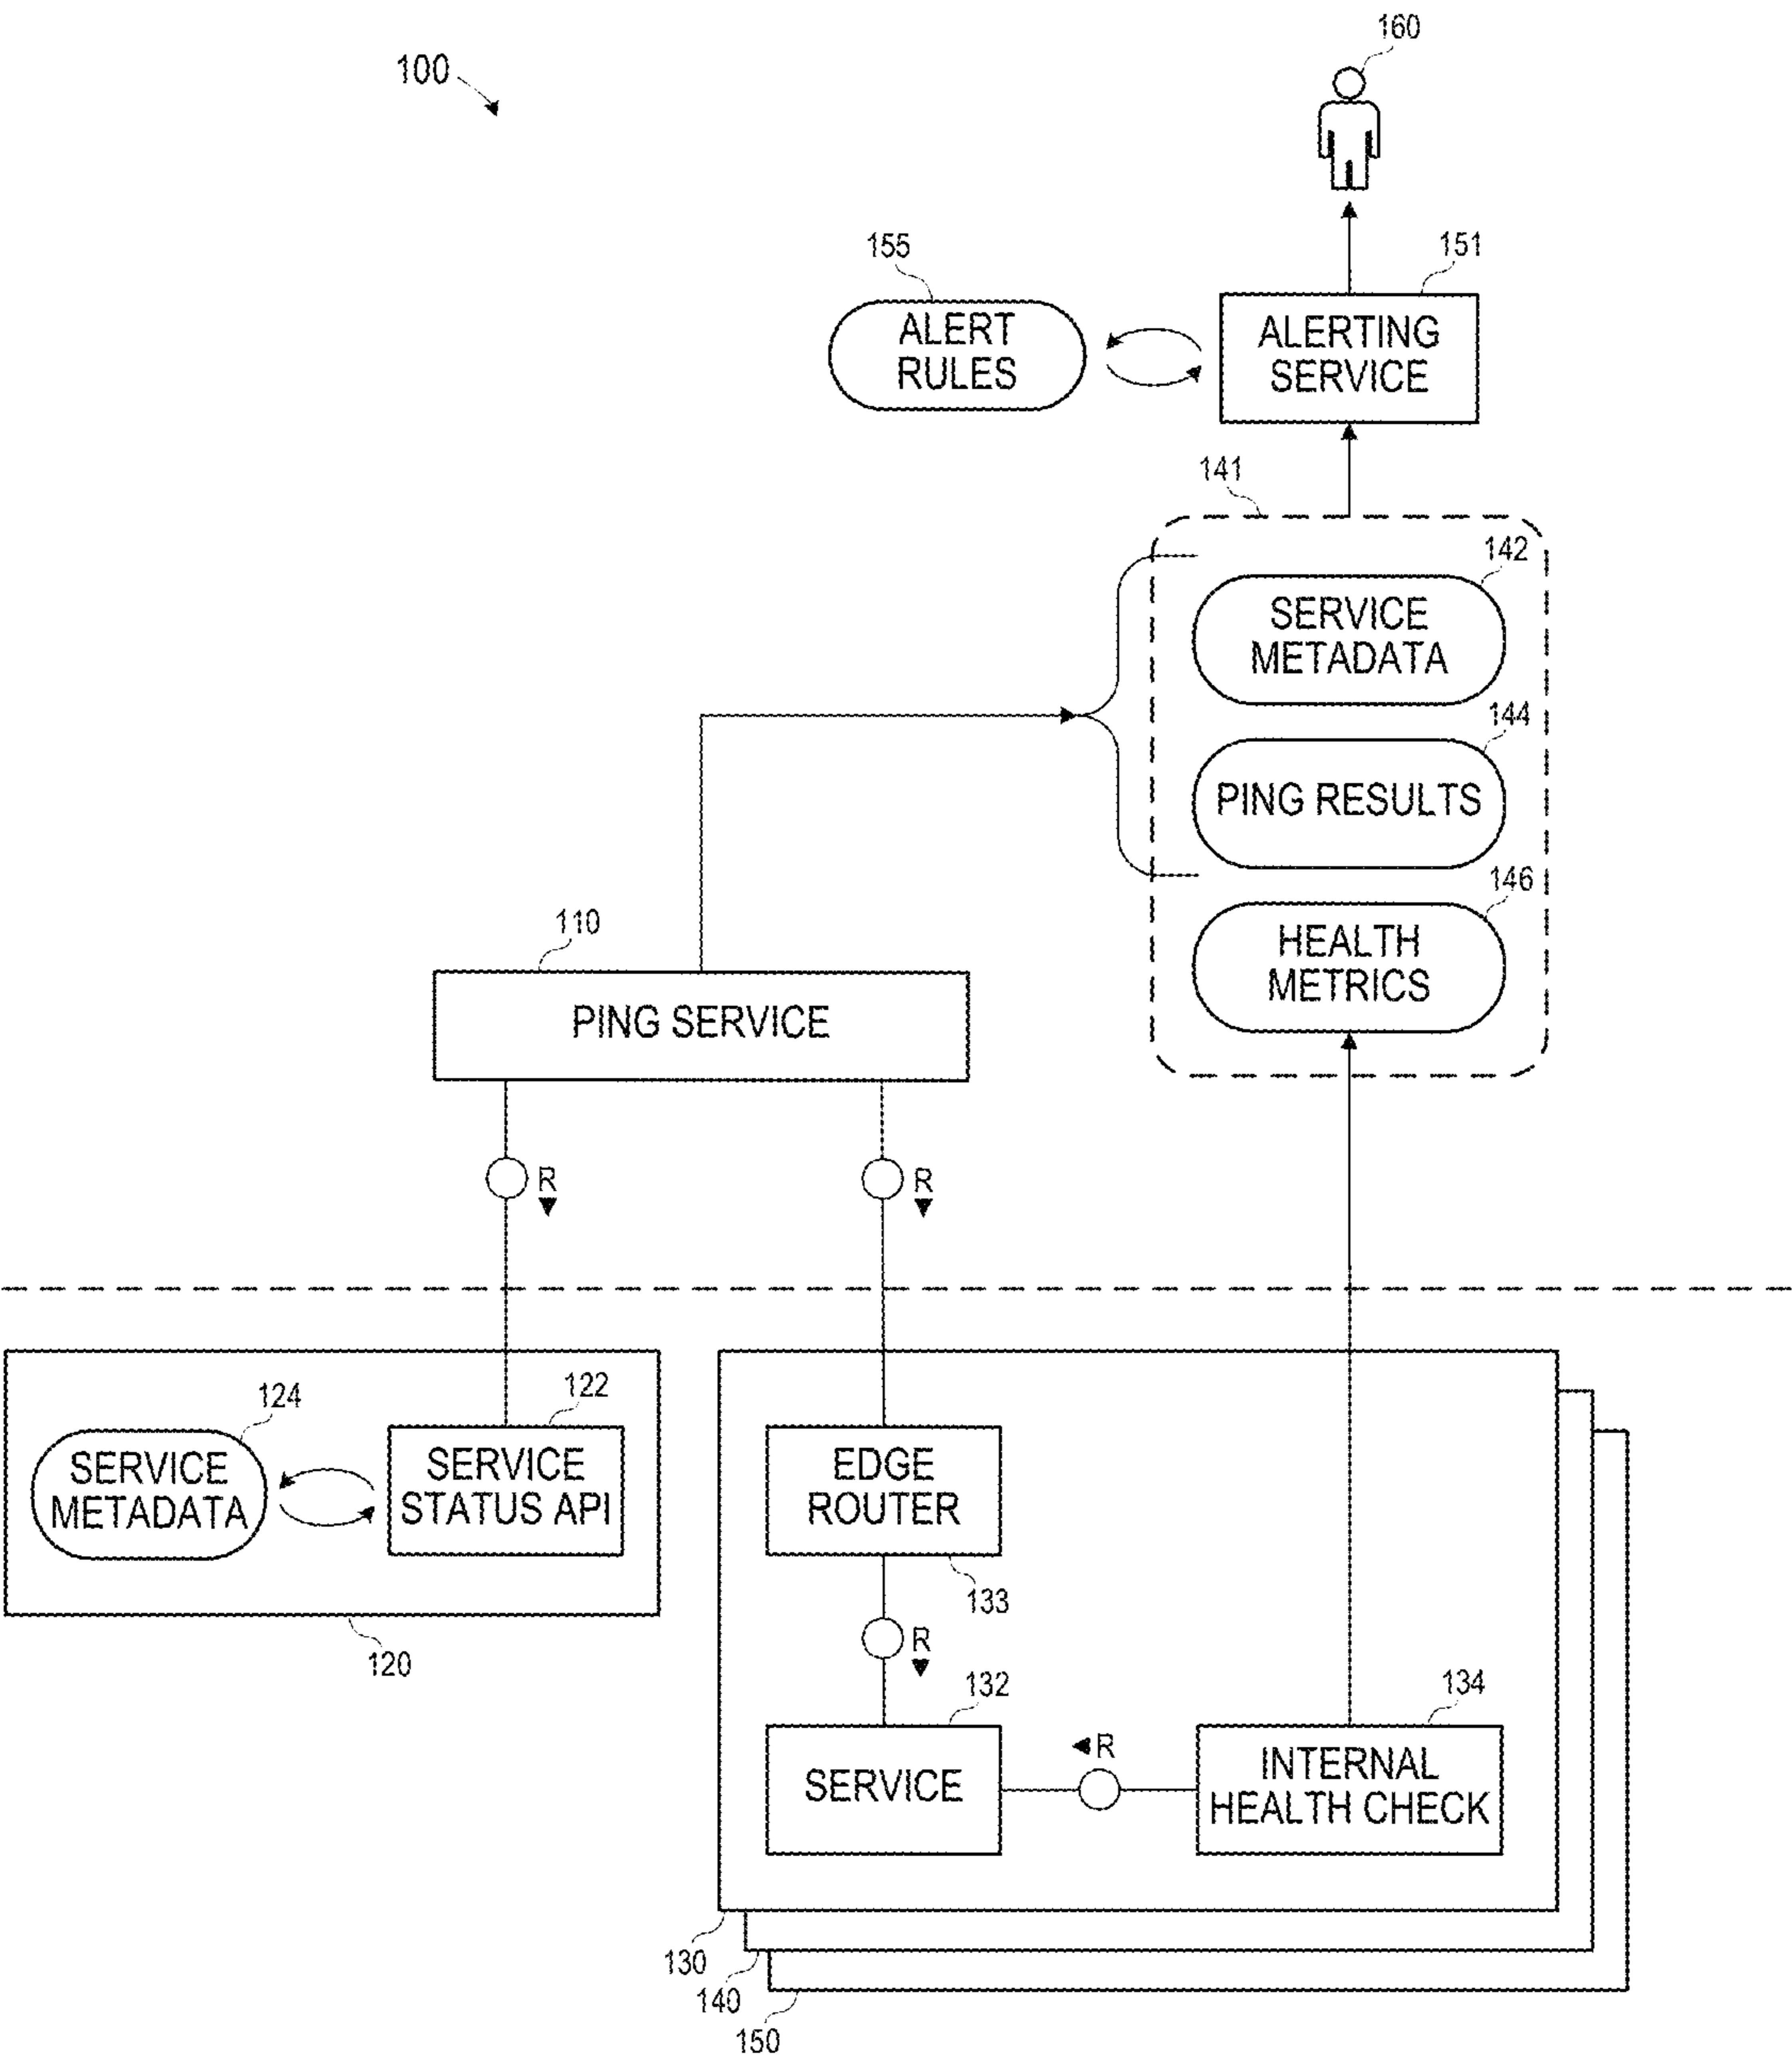 160
100
155
151
ALERT
RULES
ALERTING
SERVICE
141
142
SERVICE
METADATA
144
PING RESULTS
146
HEALTH
METRICS
110
PING SERVICE
R
R
124
122
SERVICE
METADATA
SERVICE
STATUS API
EDGE
ROUTER
133
120
R
132
134
R
SERVICE
INTERNAL
HEALTH CHECK
130
140
150